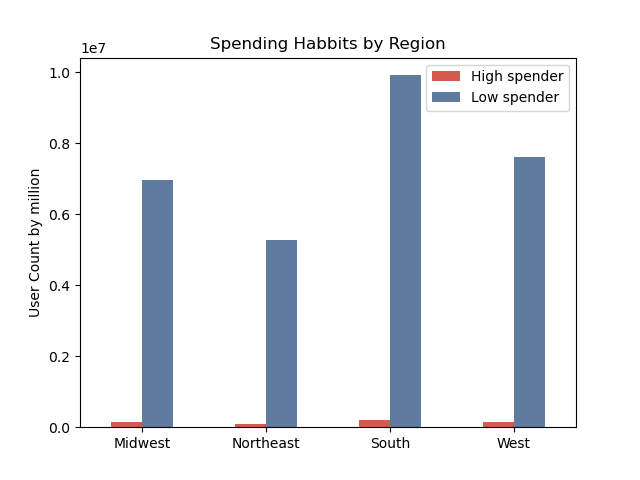 Spending Habbits by Region
1e7
High spender
Low spender
1.0
0.8
0.6
0.4
0.2
0.0
User Count by million
Midwest
Northeast
South
West